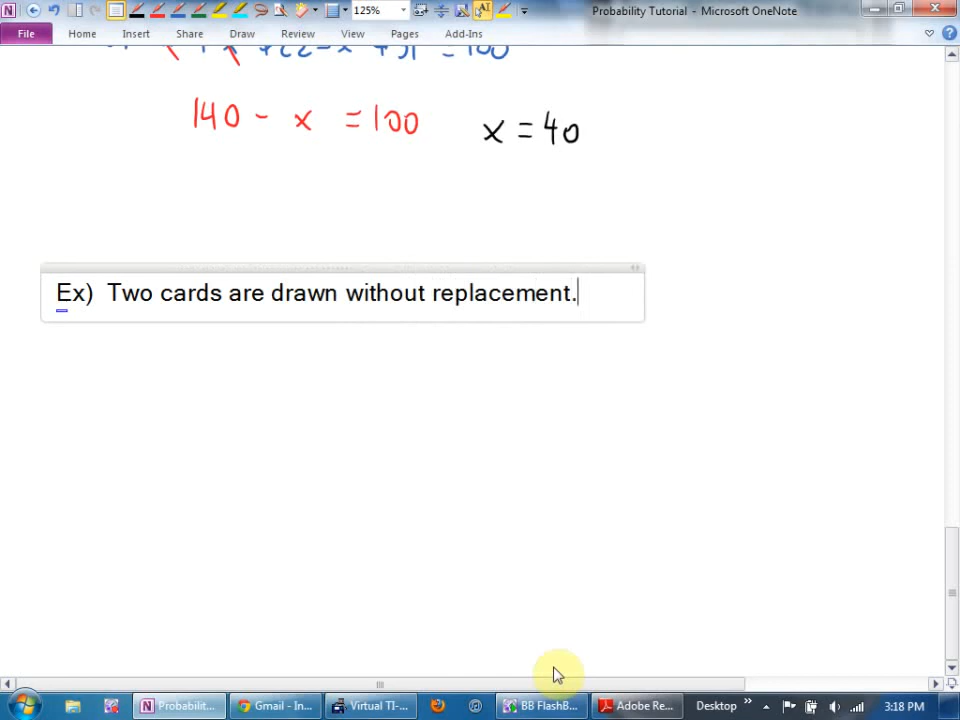 125%
Probability Tutorial - Microsoft OneNote
File Home Insert Share Draw Review View Pages Add-Ins
= 100
140 - x = 100 x = 40
Ex) Two cards are drawn without replacement.
Probabilit... Gmail - In... Virtual TI-... BB FlashB... Adobe Re... Desktop » 3:18 PM